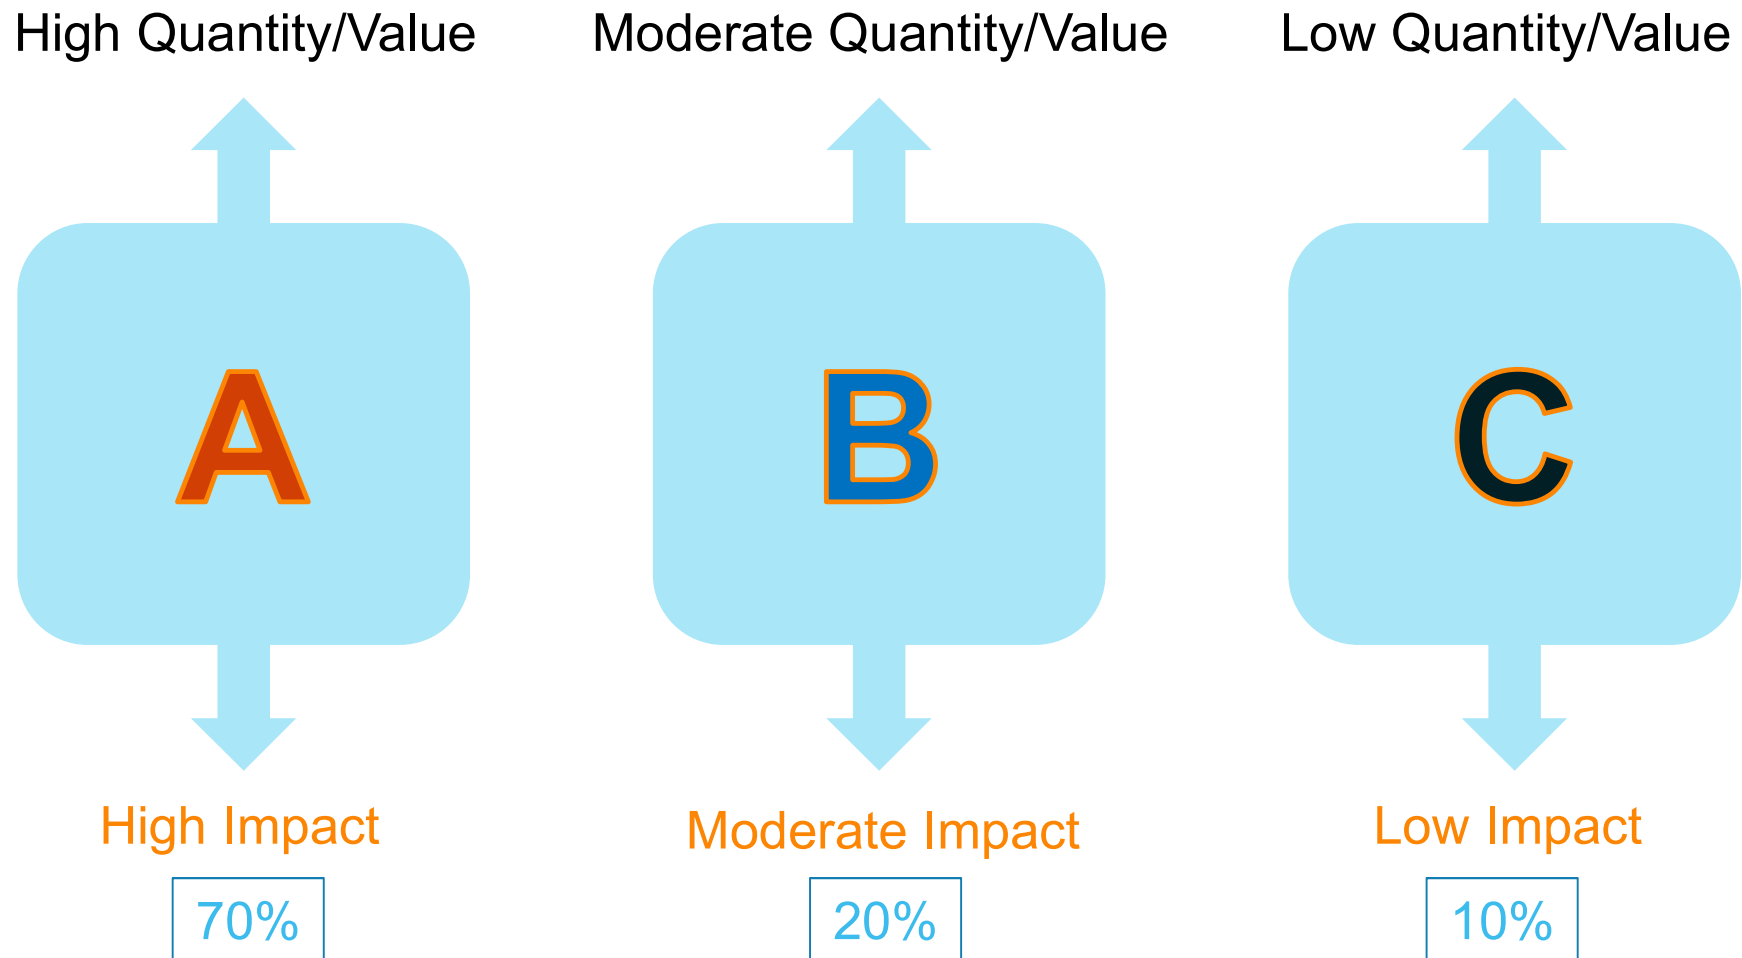 High Quantity/Value
Moderate Quantity/Value
Low Quantity/Value
A
B
C
High Impact
Moderate Impact
Low Impact
70%
20%
10%